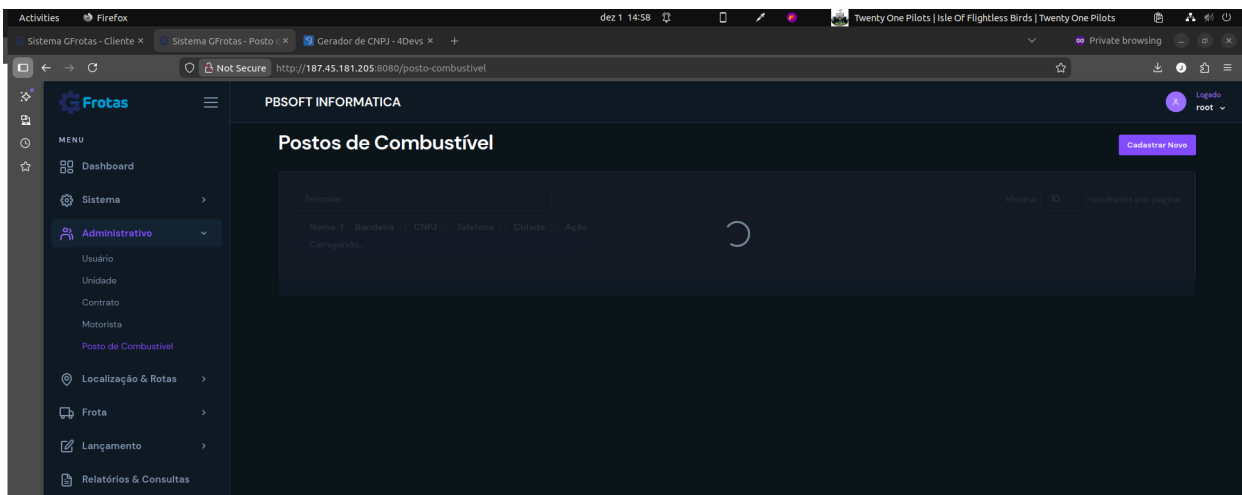 Activities Firefox dez 1 14:58 Twenty One Pilots | Isle Of Flightless Birds | Twenty One Pilots
Sistema GFrotas - Cliente × Sistema GFrotas - Posto d × Gerador de CNPJ - 4Devs × + Private browsing
Not Secure http://187.45.181.205:8080/posto-combustivel
GFrotas
PBSOFT INFORMATICA
Logado
root
MENU
Postos de Combustível
Cadastrar Novo
Dashboard
Sistema
Pesquisar...
Mostrar 10 resultados por página
Administrativo
Nome Bandeira CNPJ Telefone Cidade Ação
Carregando...
Usuário
Unidade
Contrato
Motorista
Posto de Combustível
Localização & Rotas
Frota
Lançamento
Relatórios & Consultas